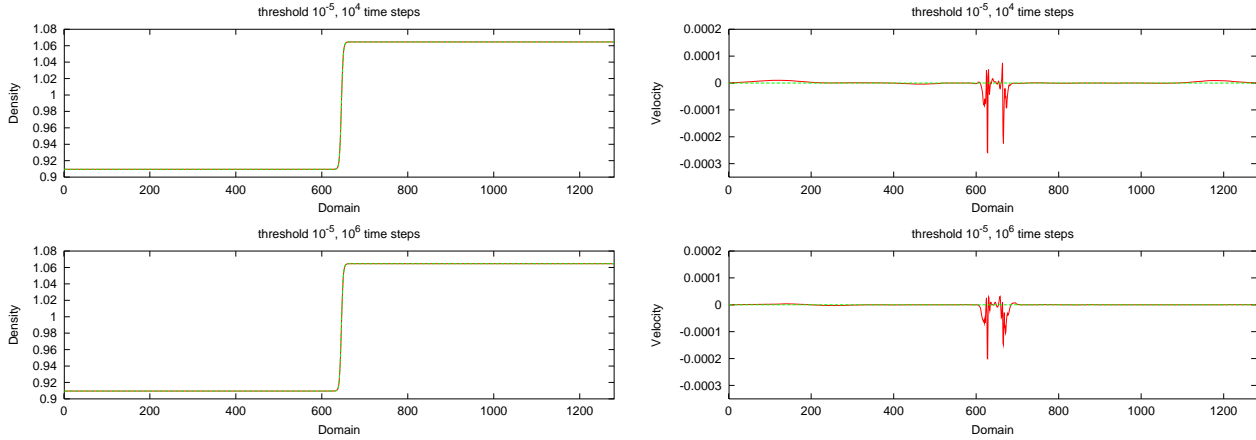 threshold 10^-5, 10^4 time steps
1.08
1.06
1.04
1.02
1
0.98
0.96
0.94
0.92
0.9
Density
0 200 400 600 800 1000 1200
Domain
threshold 10^-5, 10^4 time steps
0.0002
0.0001
0
-0.0001
-0.0002
-0.0003
Velocity
0 200 400 600 800 1000 1200
Domain
threshold 10^-5, 10^6 time steps
1.08
1.06
1.04
1.02
1
0.98
0.96
0.94
0.92
0.9
Density
0 200 400 600 800 1000 1200
Domain
threshold 10^-5, 10^6 time steps
0.0002
0.0001
0
-0.0001
-0.0002
-0.0003
Velocity
0 200 400 600 800 1000 1200
Domain